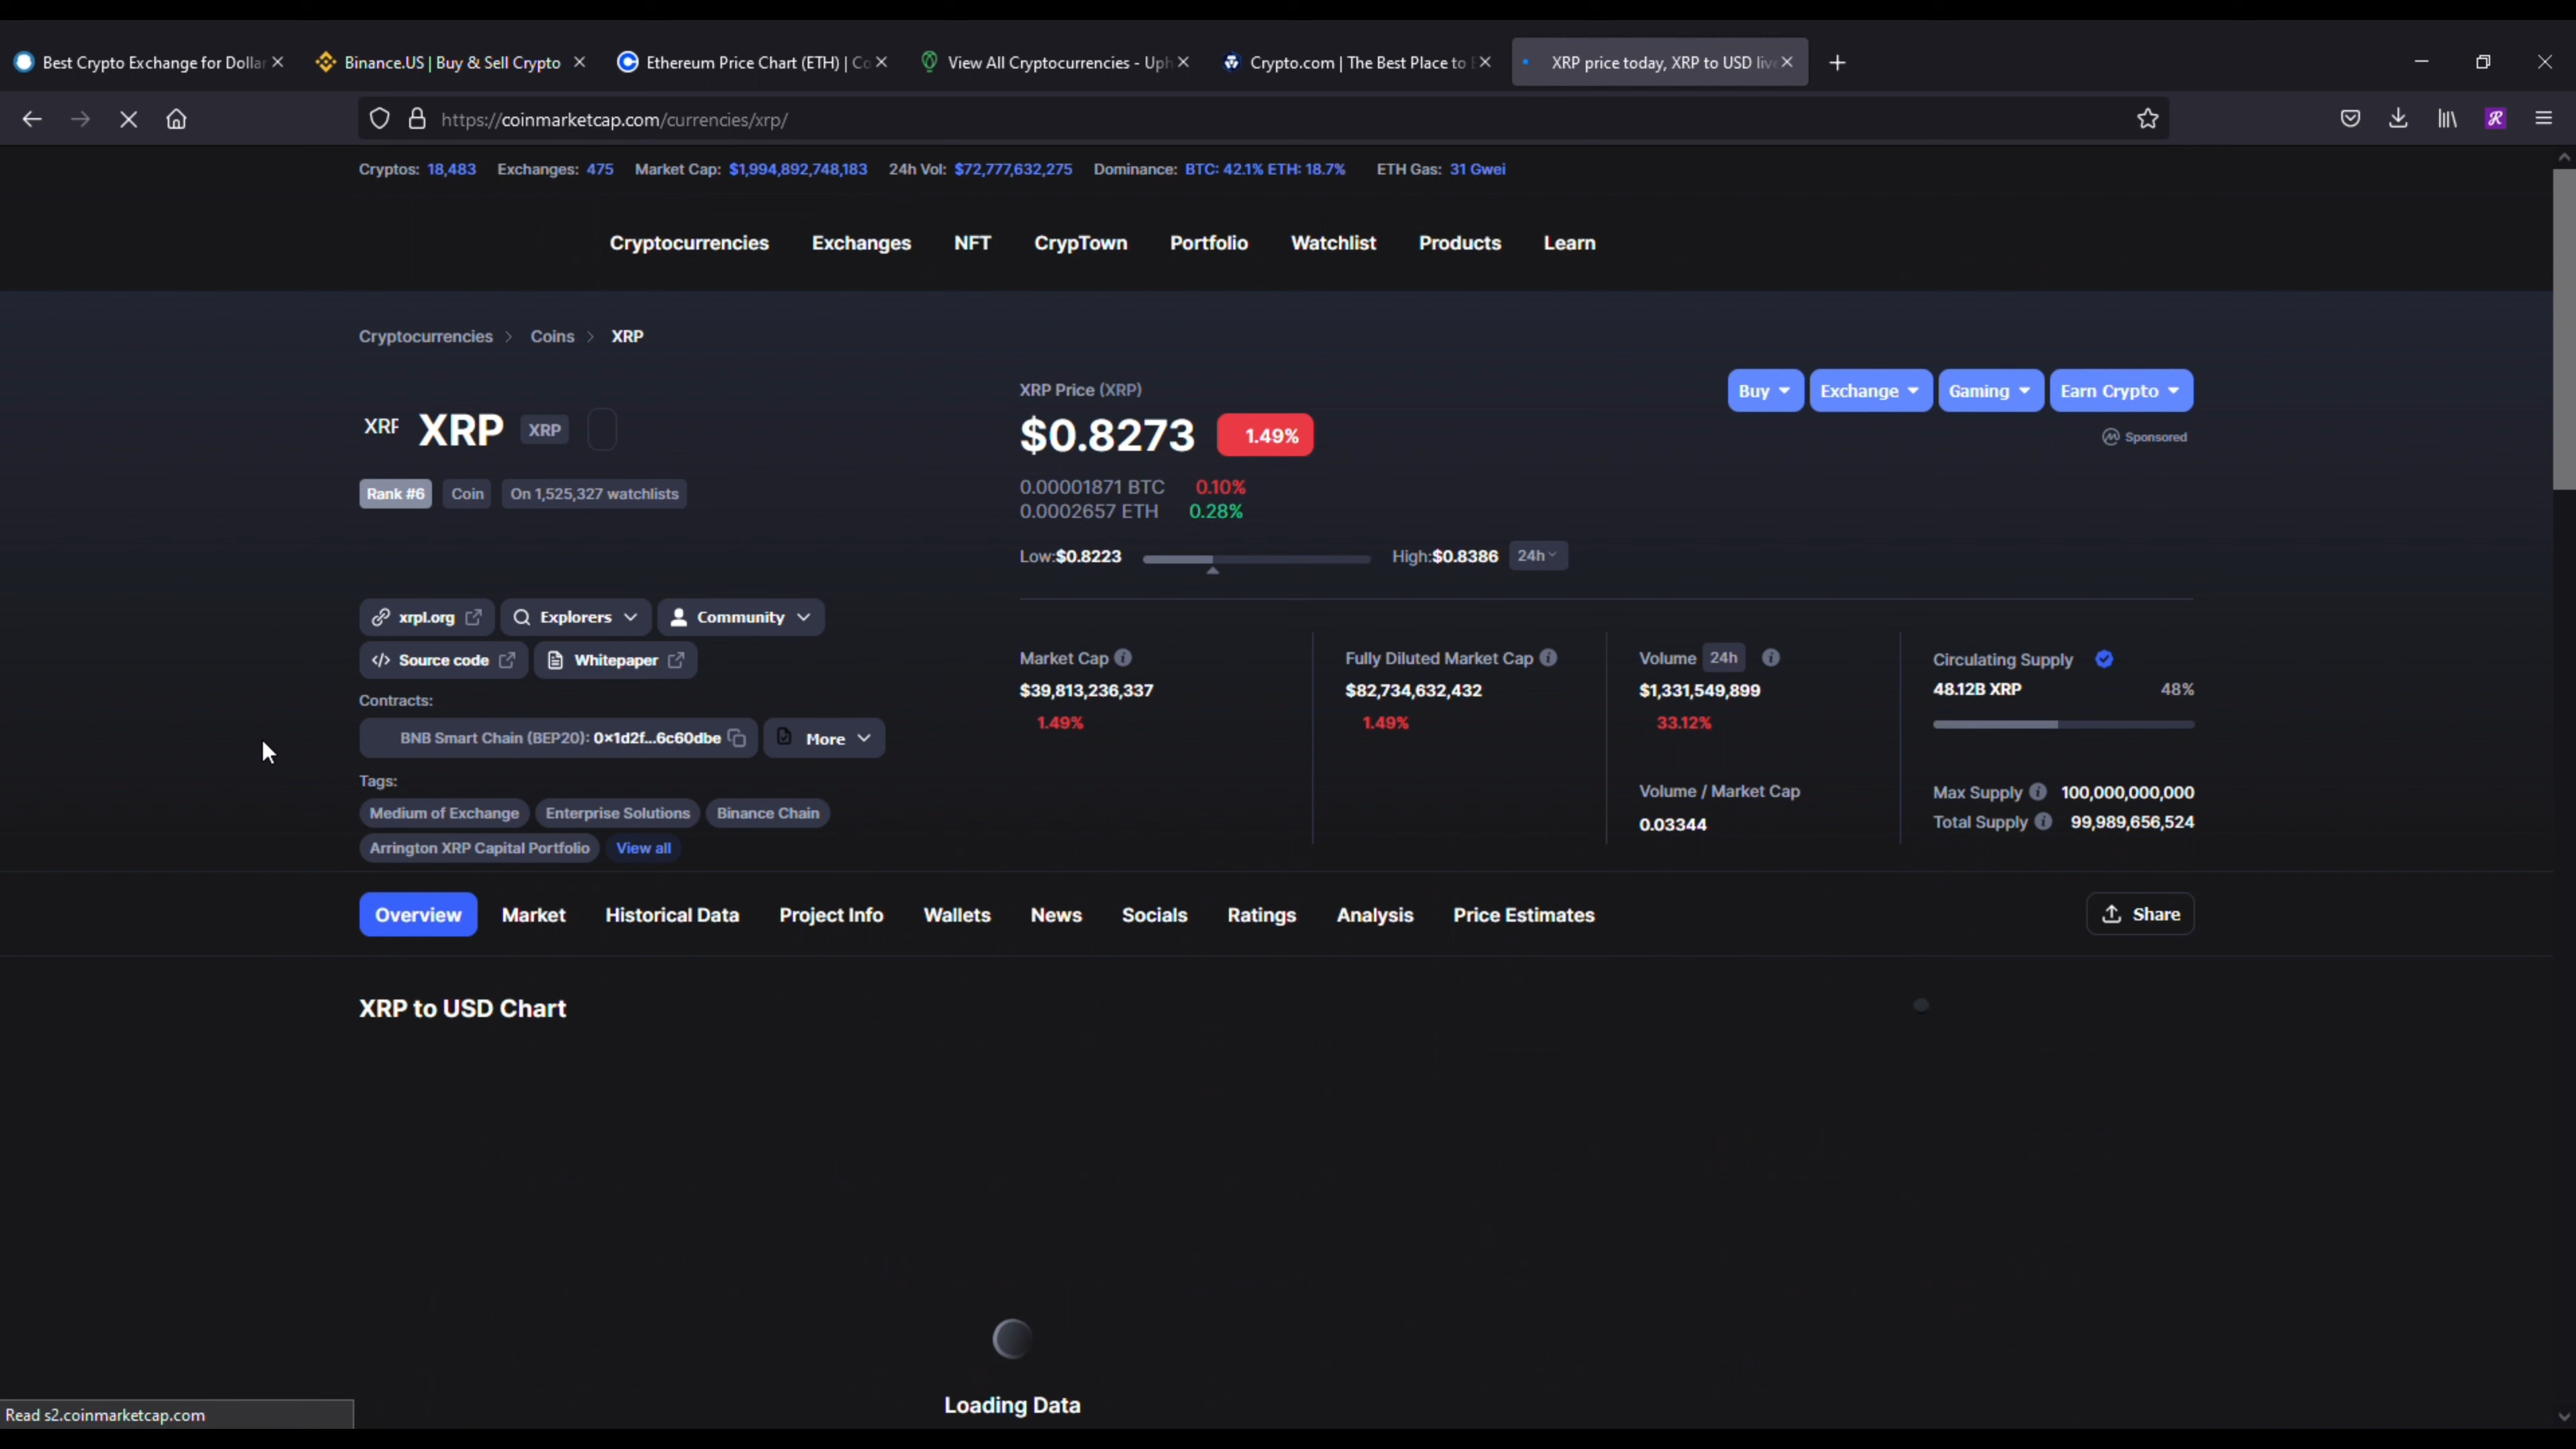 Best Crypto Exchange for Dollar
Binance.US | Buy & Sell Crypto
Ethereum Price Chart (ETH) | Co
View All Cryptocurrencies - Uph
Crypto.com | The Best Place to
XRP price today, XRP to USD live
https://coinmarketcap.com/currencies/xrp/
Cryptos: 18,483 Exchanges: 475 Market Cap: $1,994,892,748,183 24h Vol: $72,777,632,275 Dominance: BTC: 42.1% ETH: 18.7% ETH Gas: 31 Gwei
Cryptocurrencies Exchanges NFT CrypTown Portfolio Watchlist Products Learn
Cryptocurrencies > Coins > XRP
XRP XRP
Rank #6 Coin On 1,525,327 watchlists
XRP Price (XRP)
$0.8273 1.49%
0.00001871 BTC 0.10%
0.0002657 ETH 0.28%
Low:$0.8223 High:$0.8386 24h
Buy Exchange Gaming Earn Crypto
Sponsored
xrpl.org Explorers Community
Source code Whitepaper
Contracts:
BNB Smart Chain (BEP20): 0x1d2f...6c60dbe More
Tags:
Medium of Exchange Enterprise Solutions Binance Chain
Arrington XRP Capital Portfolio View all
Market Cap
$39,813,236,337
1.49%
Fully Diluted Market Cap
$82,734,632,432
1.49%
Volume 24h
$1,331,549,899
33.12%
Volume / Market Cap
0.03344
Circulating Supply
48.12B XRP 48%
Max Supply 100,000,000,000
Total Supply 99,989,656,524
Overview Market Historical Data Project Info Wallets News Socials Ratings Analysis Price Estimates Share
XRP to USD Chart
Loading Data
Read s2.coinmarketcap.com